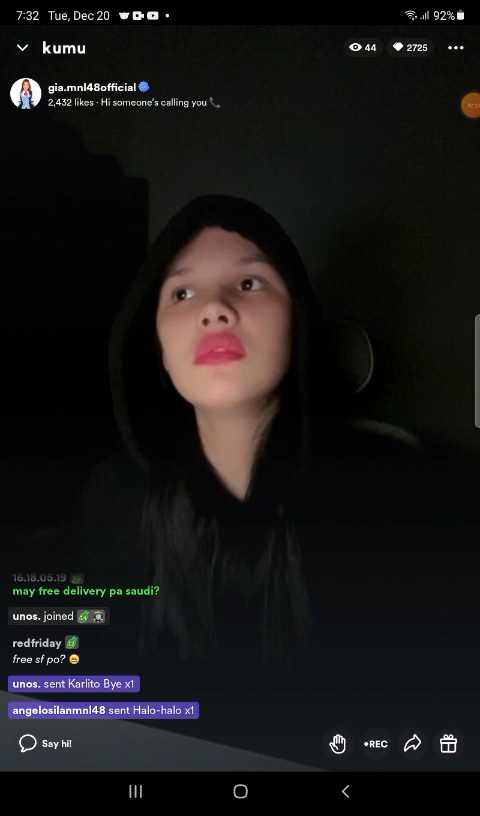 7:32 Tue, Dec 20 • 92%
kumu 44 2725
gia.mnl48official
2,432 likes · Hi someone's calling you 📞
16.18.05.19
may free delivery pa saudi?
unos. joined
redfriday
free sf po? 😄
unos. sent Karlito Bye x1
angelosilanmnl48 sent Halo-halo x1
Say hi! •REC